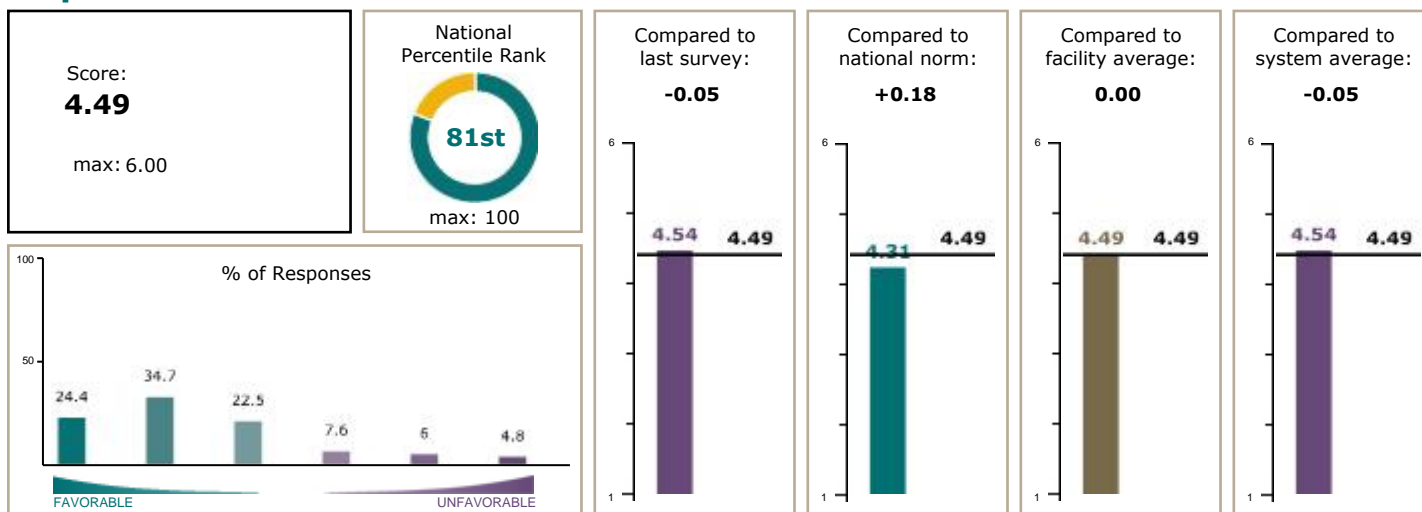 Score:
4.49
max: 6.00
National
Percentile Rank
81st
max: 100
Compared to
last survey:
-0.05
6
4.54 4.49
1
Compared to
national norm:
+0.18
6
4.31 4.49
1
Compared to
facility average:
0.00
6
4.49 4.49
1
Compared to
system average:
-0.05
6
4.54 4.49
1
% of Responses
100
50
24.4 34.7 22.5 7.6 6 4.8
FAVORABLE UNFAVORABLE